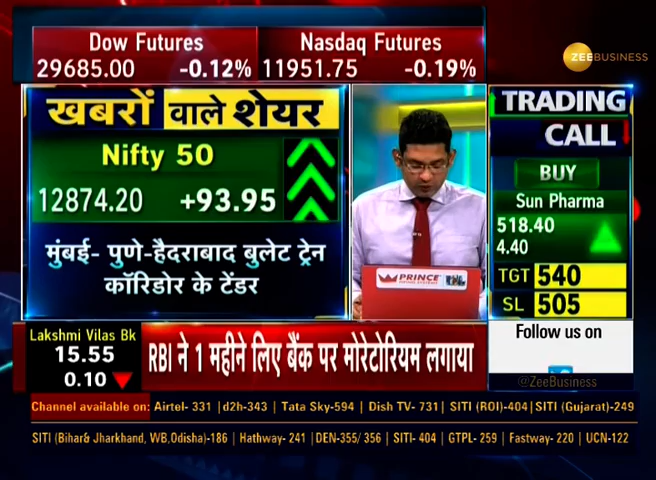 Dow Futures
29685.00 -0.12%
Nasdaq Futures
11951.75 -0.19%
ZEEBUSINESS
खबरों वाले शेयर
Nifty 50
12874.20 +93.95
मुंबई- पुणे-हैदराबाद बुलेट ट्रेन
कॉरिडोर के टेंडर
PRINCE
TRADING
CALL
BUY
Sun Pharma
518.40
4.40
TGT 540
SL 505
Lakshmi Vilas Bk
15.55
0.10
RBI ने 1 महीने लिए बैंक पर मोरेटोरियम लगाया
Follow us on
@ZeeBusiness
Channel available on: Airtel- 331 | d2h-343 | Tata Sky-594 | Dish TV- 731 | SITI (ROI)-404 | SITI (Gujarat)-249
SITI (Bihar& Jharkhand, WB,Odisha)-186 | Hathway- 241 | DEN-355/ 356 | SITI- 404 | GTPL- 259 | Fastway- 220 | UCN-122